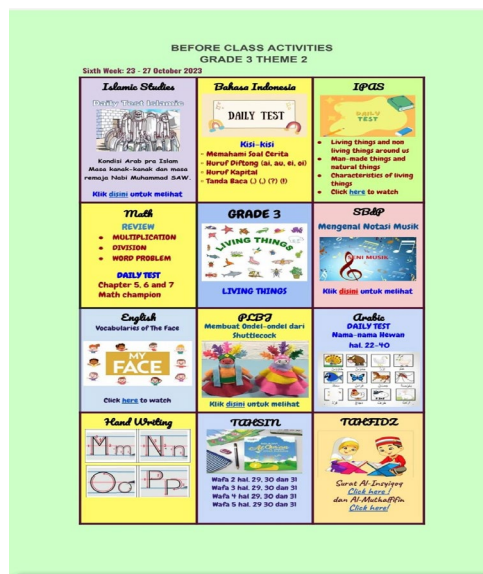 BEFORE CLASS ACTIVITIES
GRADE 3 THEME 2
Sixth Week: 23 - 27 October 2023
Islamic Studies
Daily Test Islamic
Kondisi Arab pra Islam
Masa kanak-kanak dan masa
remaja Nabi Muhammad SAW.
Klik disini untuk melihat
Bahasa Indonesia
DAILY TEST
Kisi-kisi
- Memahami Soal Cerita
- Huruf Diftong (ai, au, ei, oi)
- Huruf Kapital
- Tanda Baca (.) (,) (?) (!)
IPAS
DAILY
TEST
• Living things and non
living things around us
• Man-made things and
natural things
• Characteristics of living
things
• Click here to watch
Math
REVIEW
• MULTIPLICATION
• DIVISION
• WORD PROBLEM
DAILY TEST
Chapter 5, 6 and 7
Math champion
GRADE 3
LIVING THINGS
LIVING THINGS
SBdP
Mengenal Notasi Musik
SENI MUSIK
Klik disini untuk melihat
English
Vocabularies of The Face
MY
FACE
Click here to watch
PLBJ
Membuat Ondel-ondel dari
Shuttlecock
Klik disini untuk melihat
Arabic
DAILY TEST
Nama-nama Hewan
hal. 22-40
Hand Writing
Mm Nn
Oo Pp
TAHSIN
Wafa 2 hal. 29, 30 dan 31
Wafa 3 hal. 29, 30 dan 31
Wafa 4 hal. 29, 30 dan 31
Wafa 5 hal. 29, 30 dan 31
TAHFIDZ
Surat Al-Insyiqoq
Click here !
dan Al-Muthaffifin
Click here!